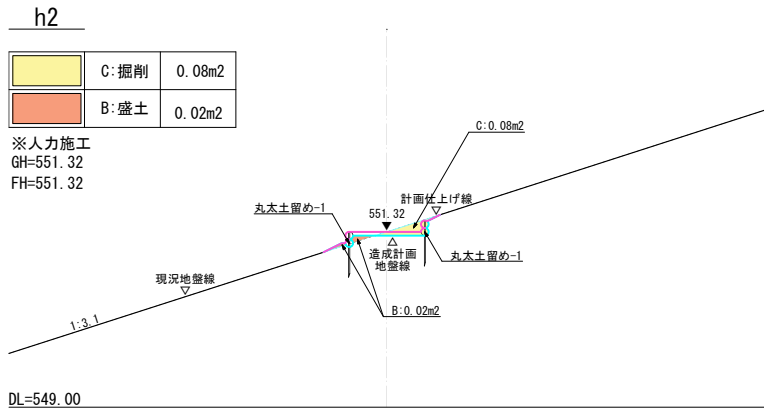 h2
C:掘削 0.08m2
B:盛土 0.02m2
※人力施工
GH=551.32
FH=551.32
C:0.08m2
計画仕上げ線
丸太土留め-1
551.32
造成計画
地盤線
丸太土留め-1
現況地盤線
B:0.02m2
1:3.1
DL=549.00